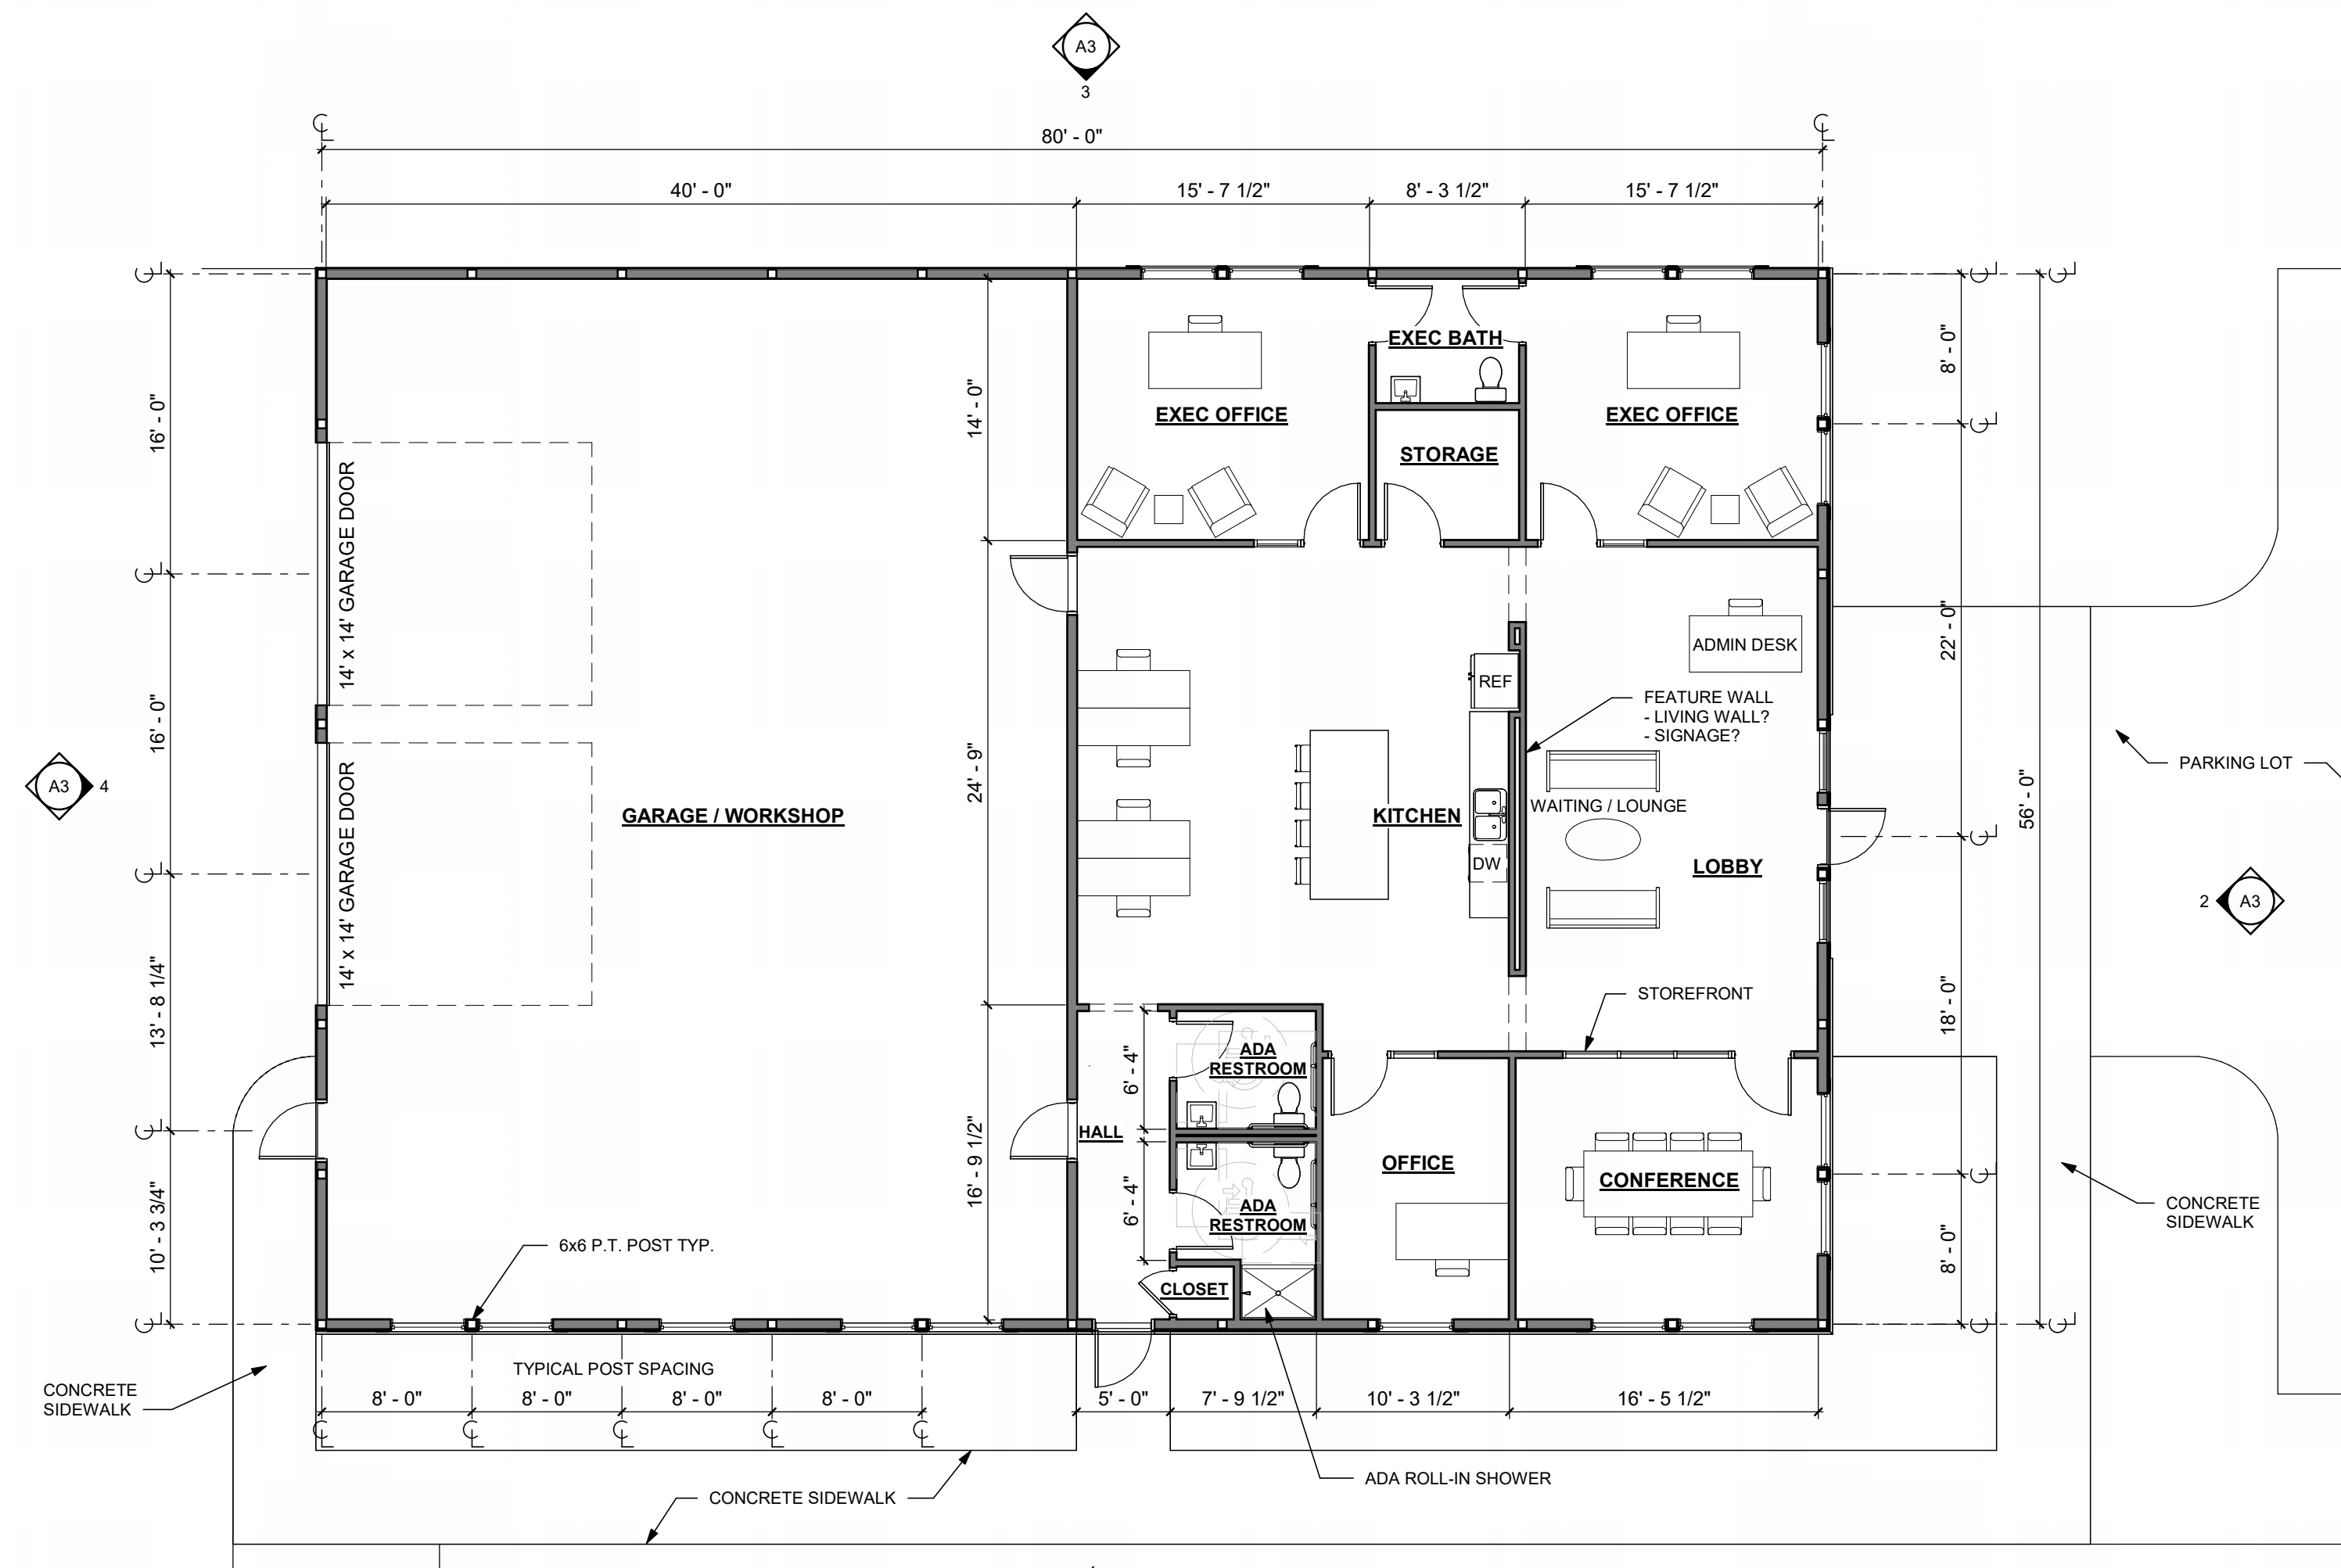 A3
3
80' - 0"
40' - 0"
15' - 7 1/2"
8' - 3 1/2"
15' - 7 1/2"
16' - 0"
16' - 0"
13' - 8 1/4"
10' - 3 3/4"
A3
4
14' x 14' GARAGE DOOR
14' x 14' GARAGE DOOR
GARAGE / WORKSHOP
14' - 0"
24' - 9"
16' - 9 1/2"
EXEC OFFICE
EXEC BATH
STORAGE
EXEC OFFICE
ADMIN DESK
REF
FEATURE WALL
- LIVING WALL?
- SIGNAGE?
WAITING / LOUNGE
KITCHEN
DW
LOBBY
STOREFRONT
ADA
RESTROOM
6' - 4"
HALL
ADA
RESTROOM
6' - 4"
CLOSET
OFFICE
CONFERENCE
8' - 0"
22' - 0"
18' - 0"
8' - 0"
56' - 0"
PARKING LOT
2
A3
CONCRETE
SIDEWALK
6x6 P.T. POST TYP.
CONCRETE
SIDEWALK
TYPICAL POST SPACING
8' - 0"
8' - 0"
8' - 0"
8' - 0"
5' - 0"
7' - 9 1/2"
10' - 3 1/2"
16' - 5 1/2"
ADA ROLL-IN SHOWER
CONCRETE SIDEWALK